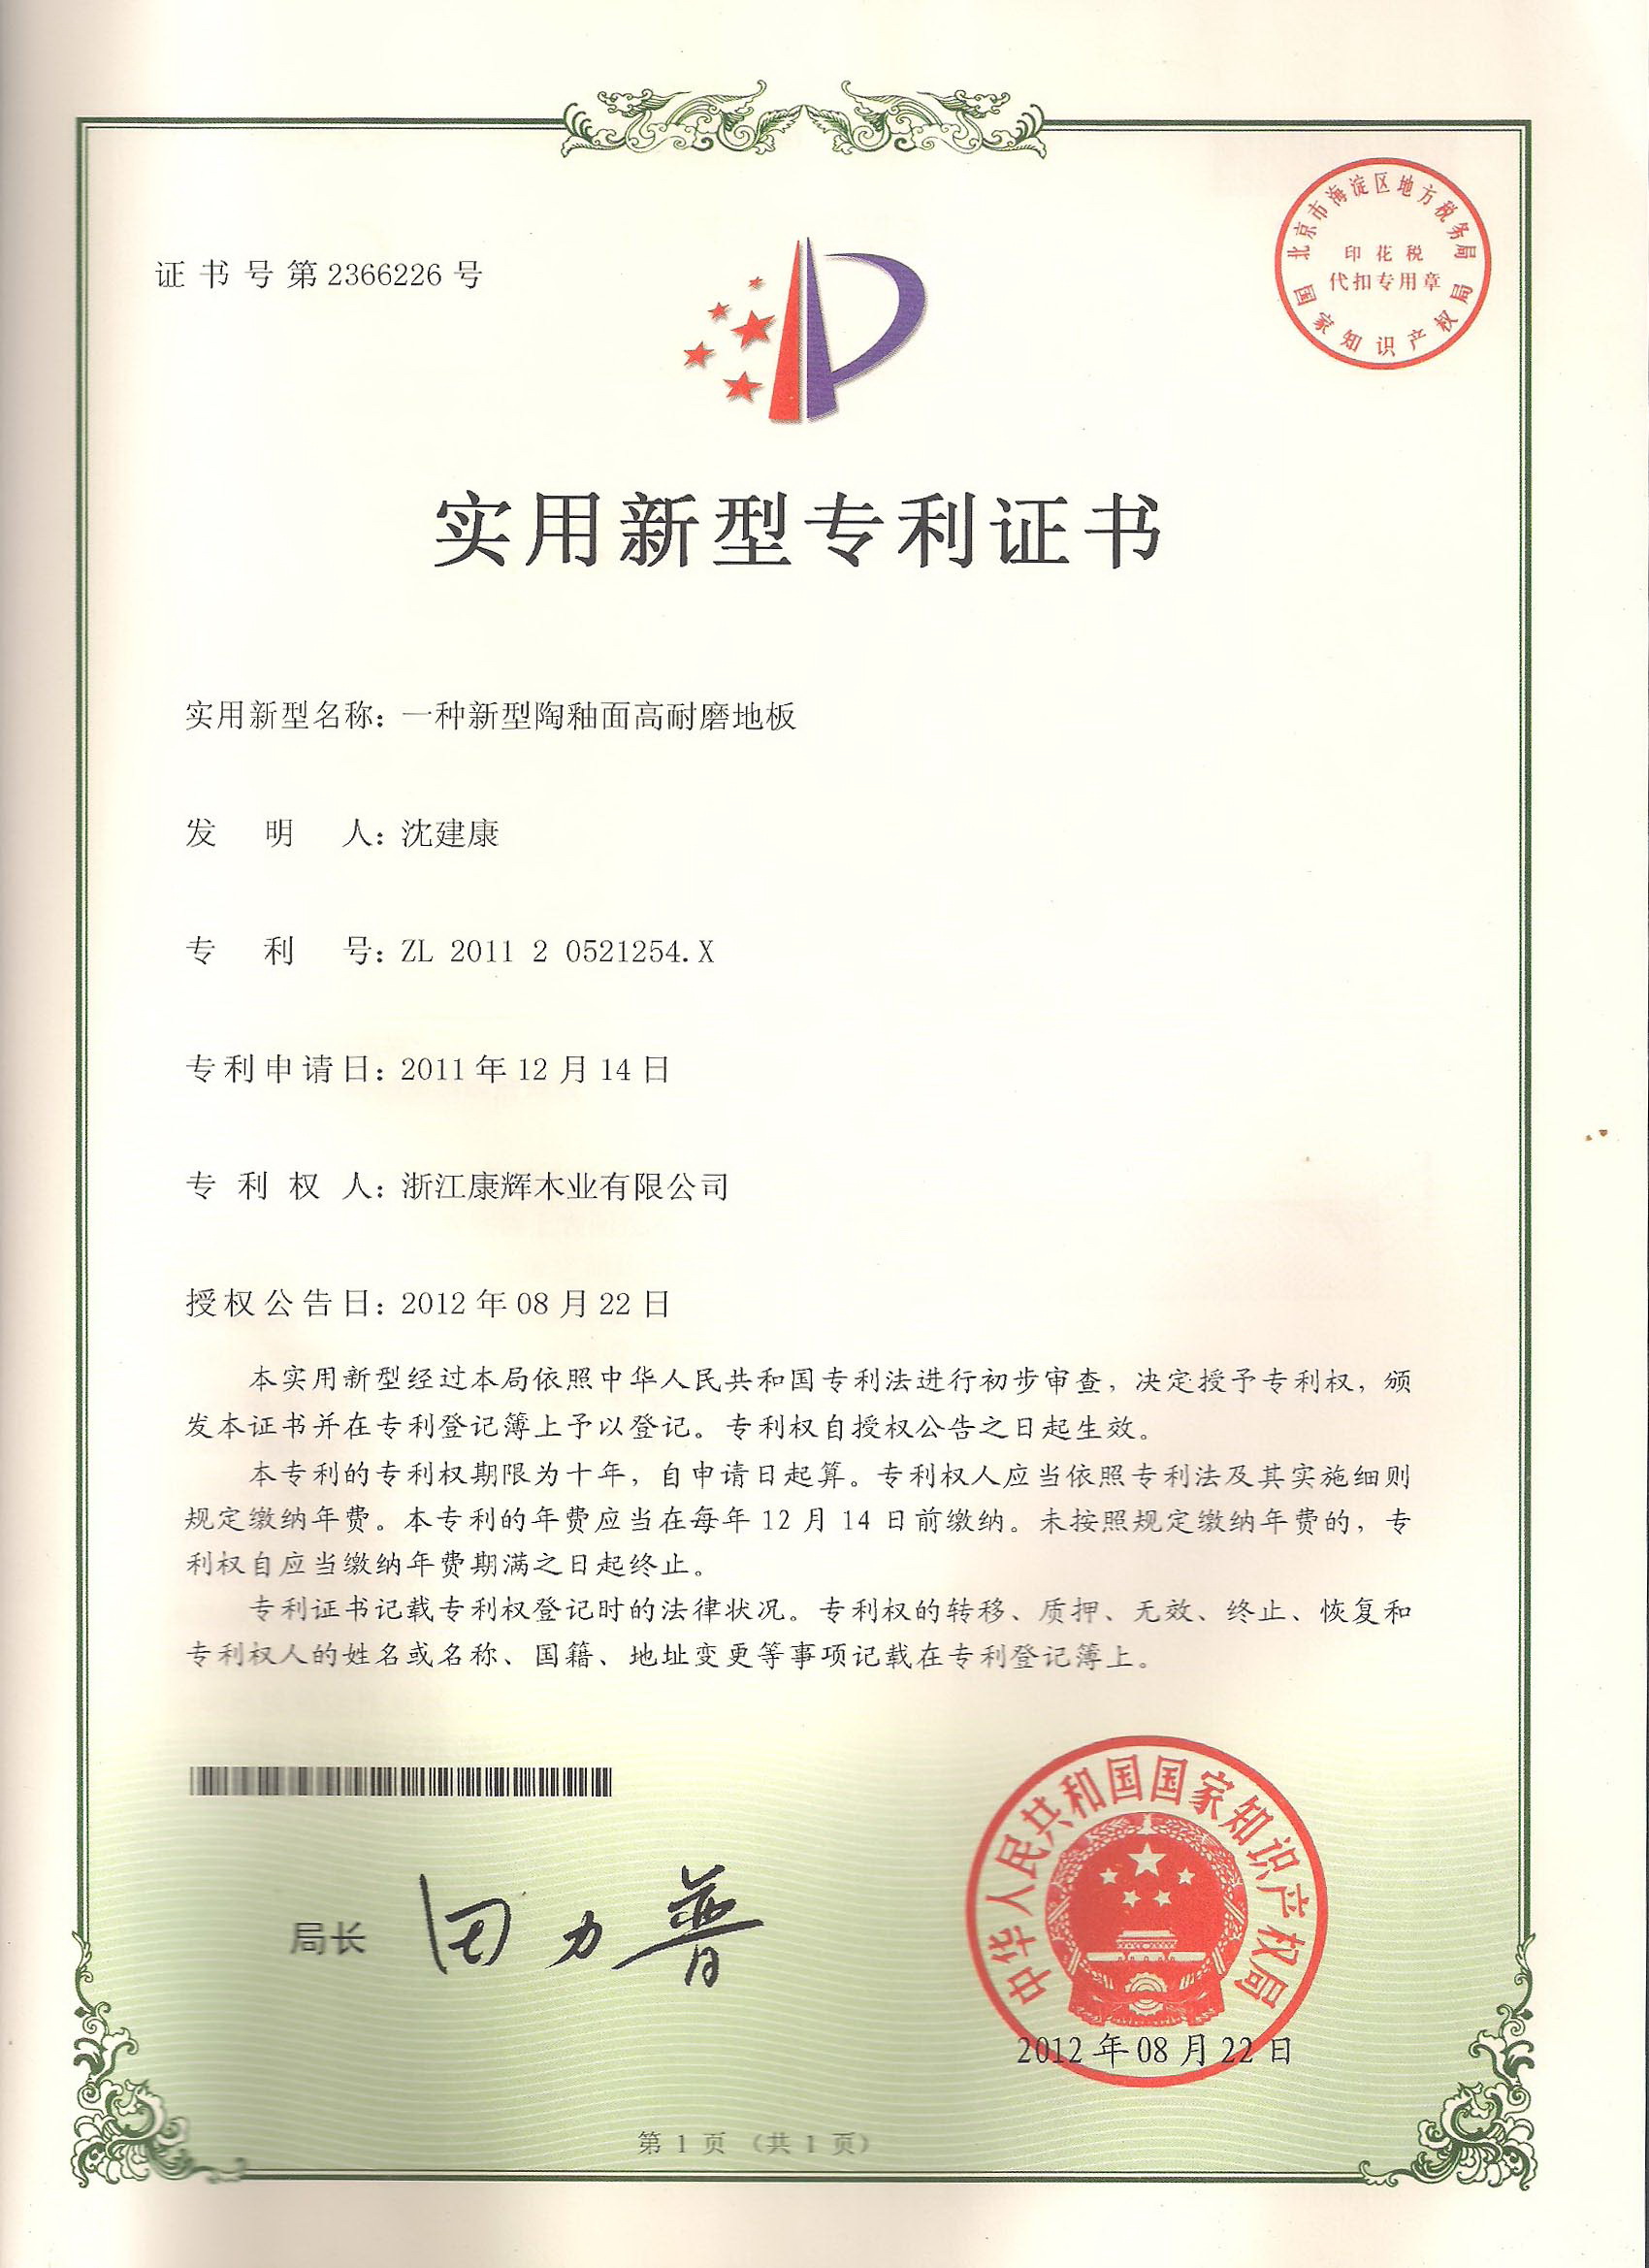 证书号第2366226号
北京市海淀区地方税务局
印花税
代扣专用章
国家知识产权局
实用新型专利证书
实用新型名称：一种新型陶釉面高耐磨地板
发明人：沈建康
专利号：ZL 2011 2 0521254.X
专利申请日：2011年12月14日
专利权人：浙江康辉木业有限公司
授权公告日：2012年08月22日
本实用新型经过本局依照中华人民共和国专利法进行初步审查，决定授予专利权，颁
发本证书并在专利登记簿上予以登记。专利权自授权公告之日起生效。
本专利的专利权期限为十年，自申请日起算。专利权人应当依照专利法及其实施细则
规定缴纳年费。本专利的年费应当在每年12月14日前缴纳。未按照规定缴纳年费的，专
利权自应当缴纳年费期满之日起终止。
专利证书记载专利权登记时的法律状况。专利权的转移、质押、无效、终止、恢复和
专利权人的姓名或名称、国籍、地址变更等事项记载在专利登记簿上。
局长 田力普
中华人民共和国国家知识产权局
2012年08月22日
第 1 页 （共 1 页）